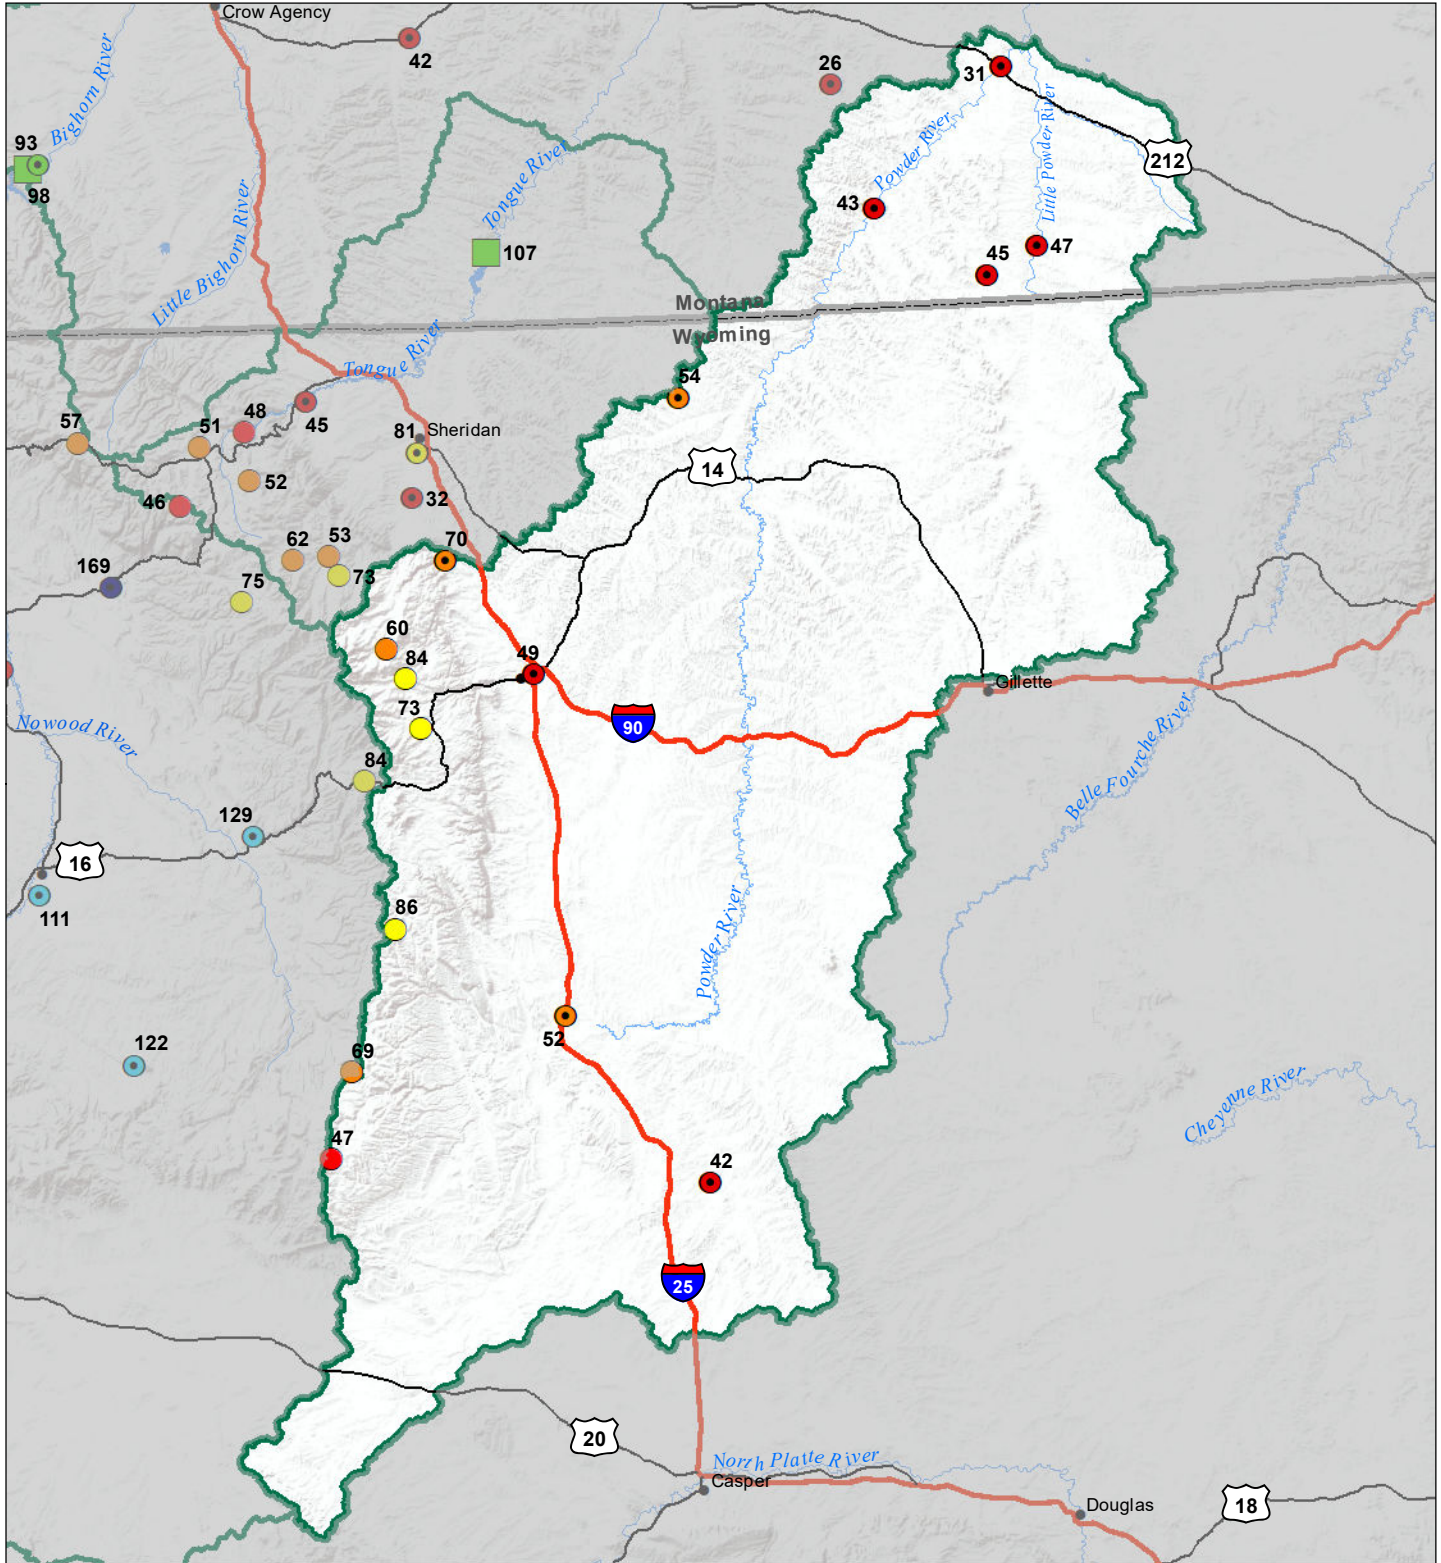 Crow Agency
42
26
31
Bighorn River
93
98
Little Bighorn River
Tongue River
107
Powder River
Little Powder River
212
43
45
47
Montana
Wyoming
Tongue River
54
57
51
48
45
81
Sheridan
52
46
32
14
62
53
73
70
169
75
60
84
49
73
Gillette
90
Nowood River
84
Belle Fourche River
129
16
111
86
Powder River
52
122
69
Cheyenne River
47
42
25
20
North Platte River
Casper
Douglas
18